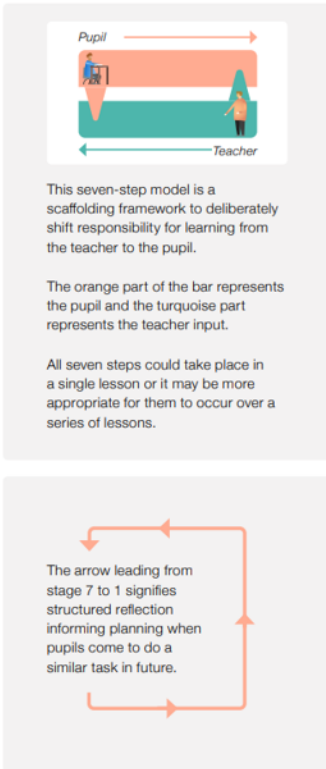 Pupil
Teacher
This seven-step model is a
scaffolding framework to deliberately
shift responsibility for learning from
the teacher to the pupil.
The orange part of the bar represents
the pupil and the turquoise part
represents the teacher input.
All seven steps could take place in
a single lesson or it may be more
appropriate for them to occur over a
series of lessons.
The arrow leading from
stage 7 to 1 signifies
structured reflection
informing planning when
pupils come to do a
similar task in future.